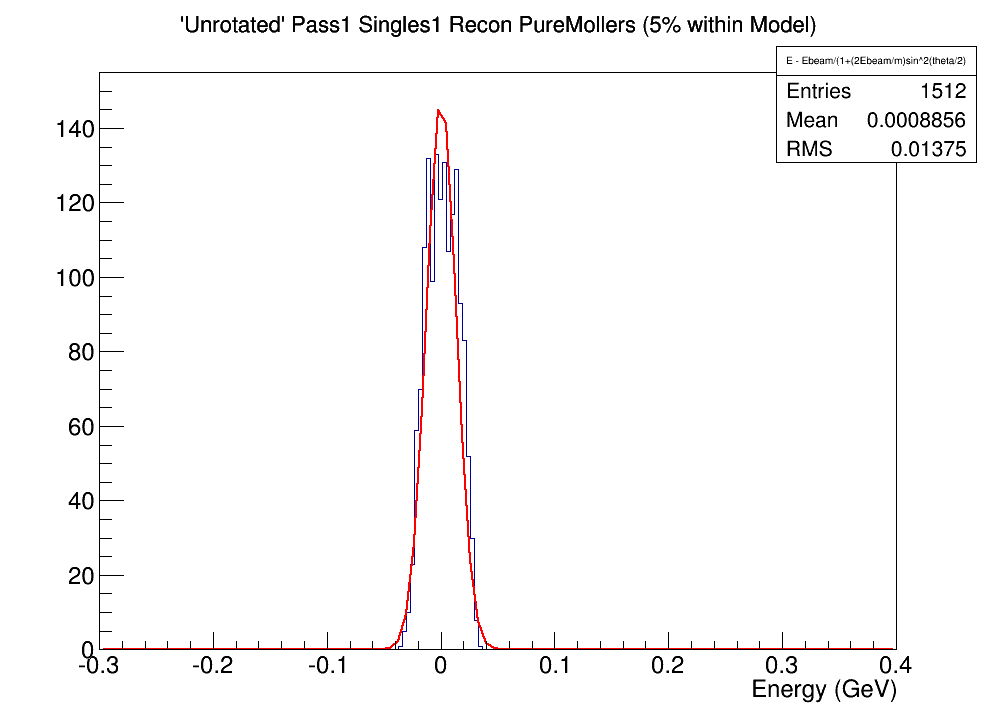 'Unrotated' Pass1 Singles1 Recon PureMollers (5% within Model)
E - Ebeam/(1+(2Ebeam/m)sin^2(theta/2)
Entries 1512
Mean 0.0008856
RMS 0.01375
140
120
100
80
60
40
20
0
-0.3 -0.2 -0.1 0 0.1 0.2 0.3 0.4
Energy (GeV)